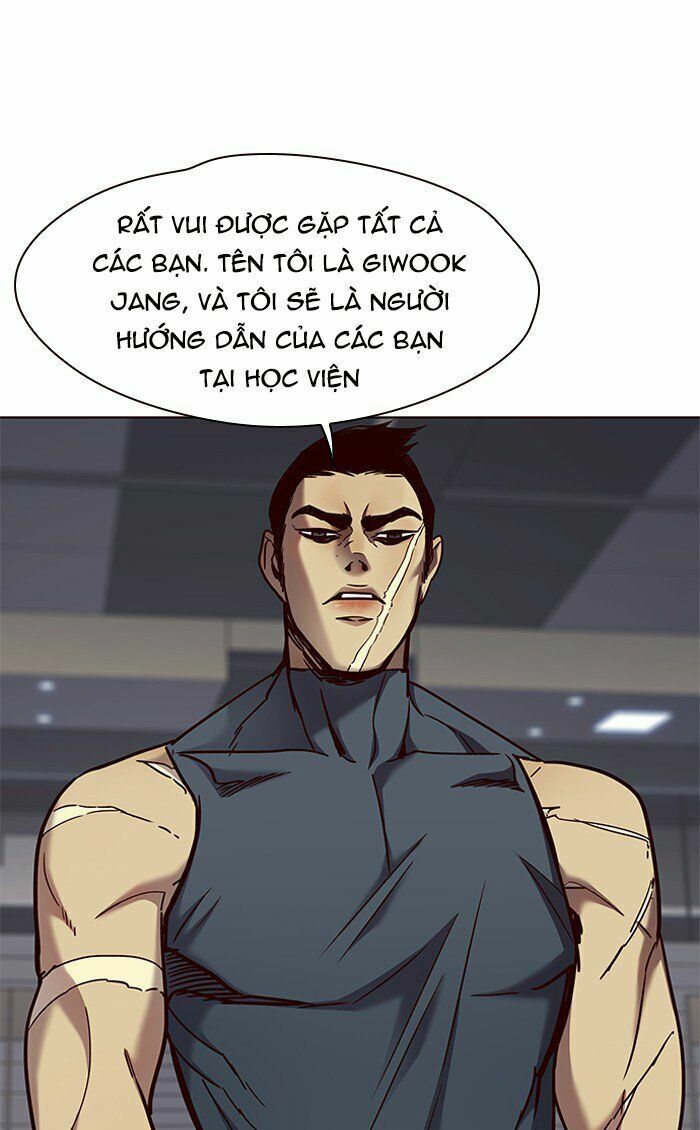 RẤT VUI ĐƯỢC GẶP TẤT CẢ
CÁC BẠN. TÊN TÔI LÀ GIWOOK
JANG, VÀ TÔI SẼ LÀ NGƯỜI
HƯỚNG DẪN CỦA CÁC BẠN
TẠI HỌC VIỆN